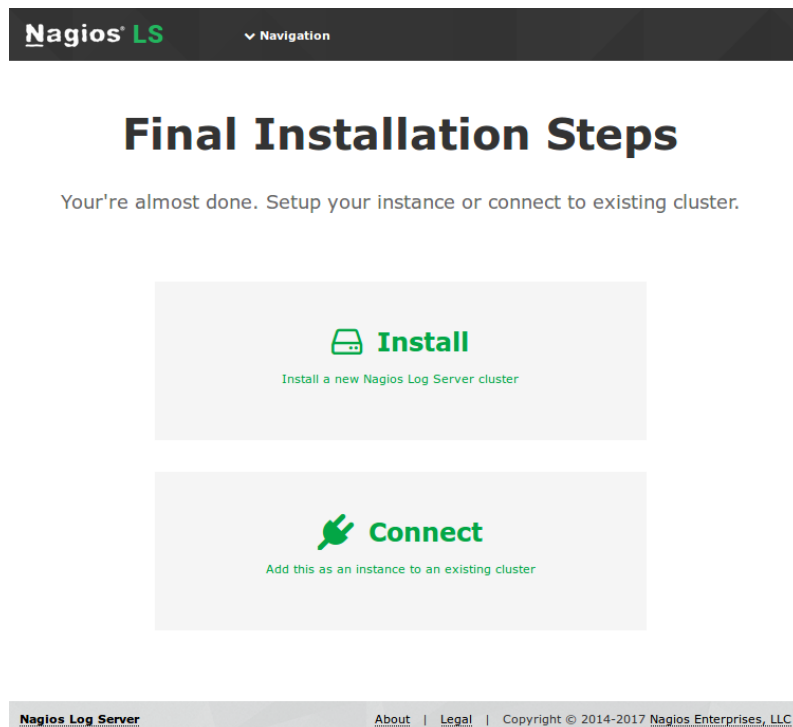 Nagios® LS
Navigation
Final Installation Steps
Your're almost done. Setup your instance or connect to existing cluster.
Install
Install a new Nagios Log Server cluster
Connect
Add this as an instance to an existing cluster
Nagios Log Server
About | Legal | Copyright © 2014-2017 Nagios Enterprises, LLC